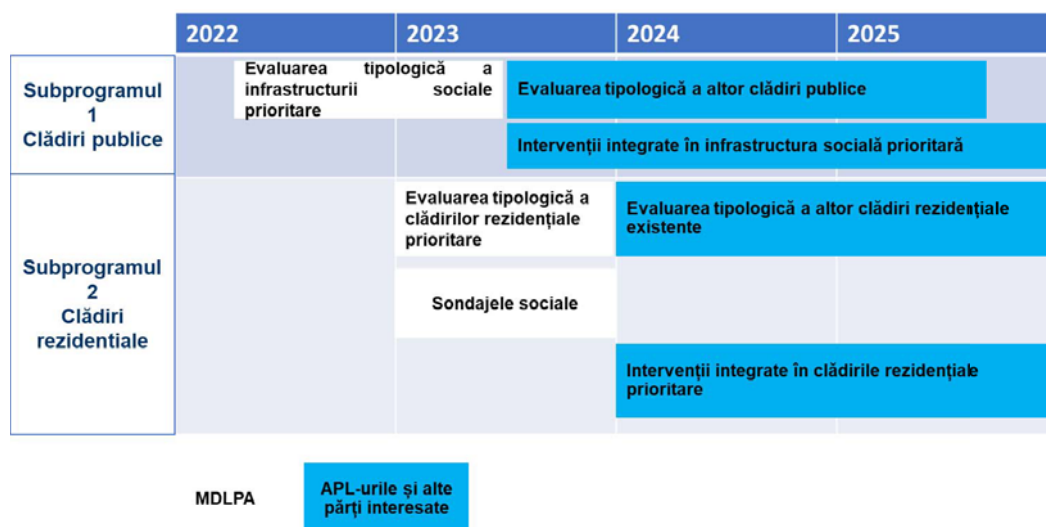 2022 2023 2024 2025
Subprogramul
1
Clădiri publice
Evaluarea tipologică a
infrastructurii sociale
prioritare
Evaluarea tipologică a altor clădiri publice
Intervenții integrate în infrastructura socială prioritară
Subprogramul
2
Clădiri
rezidentiale
Evaluarea tipologică a
clădirilor rezidențiale
prioritare
Evaluarea tipologică a altor clădiri rezidențiale
existente
Sondajele sociale
Intervenții integrate în clădirile rezidențiale
prioritare
MDLPA
APL-urile și alte
părți interesate